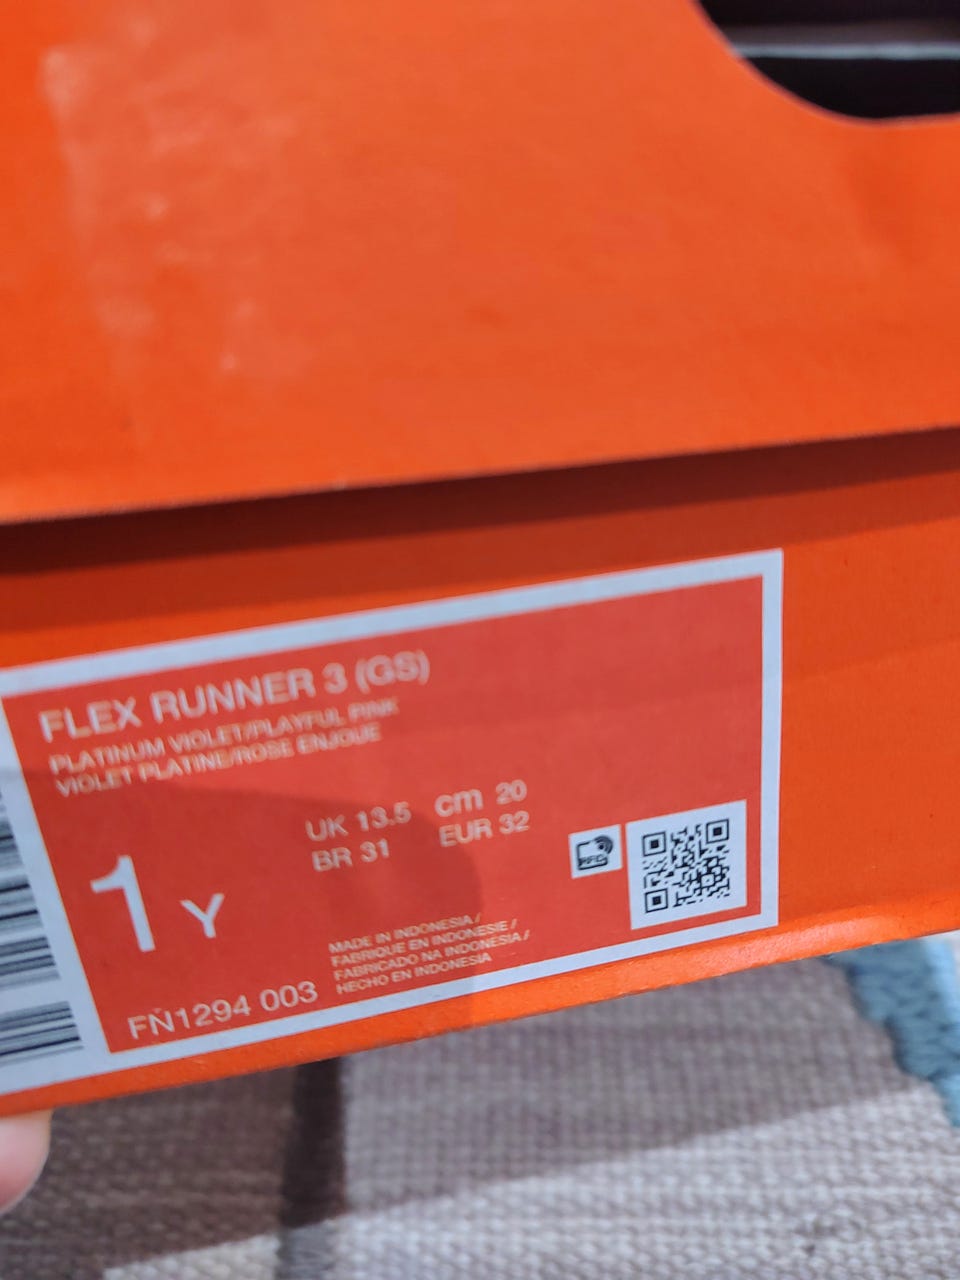 FLEX RUNNER 3 (GS)
PLATINUM VIOLET/PLAYFUL PINK
VIOLET PLATINE/ROSE ENJOUE
UK 13.5 cm 20
BR 31 EUR 32
1 Y
RFID
MADE IN INDONESIA /
FABRIQUE EN INDONESIE /
FABRICADO NA INDONESIA /
HECHO EN INDONESIA
FN1294 003